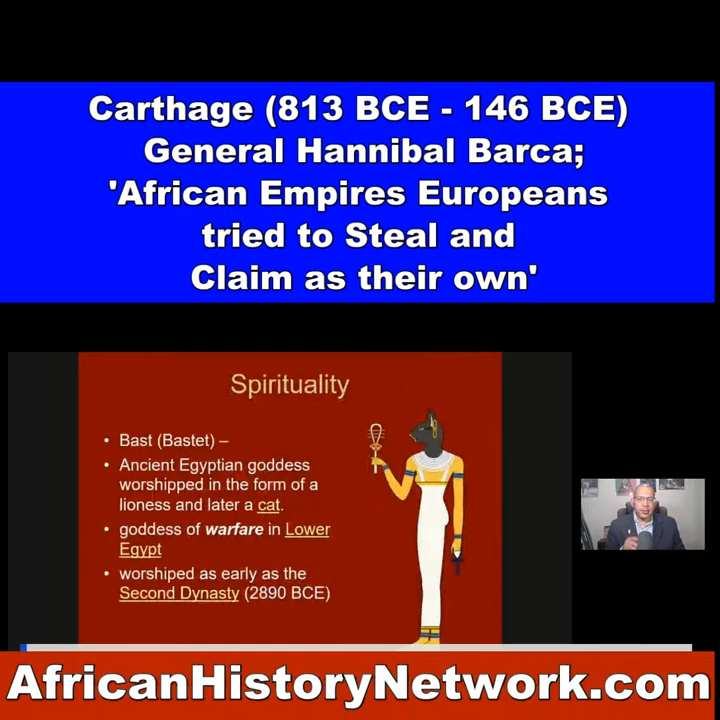 Carthage (813 BCE - 146 BCE)
General Hannibal Barca;
'African Empires Europeans
tried to Steal and
Claim as their own'
Spirituality
• Bast (Bastet) –
• Ancient Egyptian goddess
worshipped in the form of a
lioness and later a cat.
• goddess of warfare in Lower
Egypt
• worshiped as early as the
Second Dynasty (2890 BCE)
AfricanHistoryNetwork.com